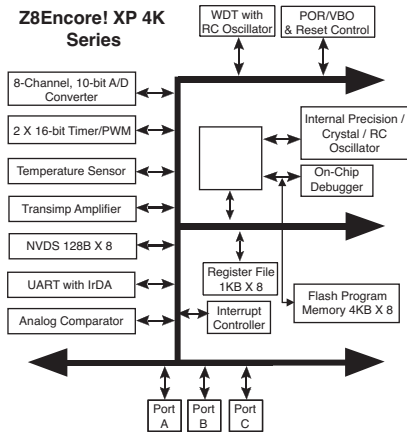 Z8Encore! XP 4K
Series
WDT with
RC Oscillator
POR/VBO
& Reset Control
8-Channel, 10-bit A/D
Converter
2 X 16-bit Timer/PWM
Temperature Sensor
Transimp Amplifier
NVDS 128B X 8
UART with IrDA
Analog Comparator
Internal Precision /
Crystal / RC
Oscillator
On-Chip
Debugger
Register File
1KB X 8
Flash Program
Memory 4KB X 8
Interrupt
Controller
Port
A
Port
B
Port
C